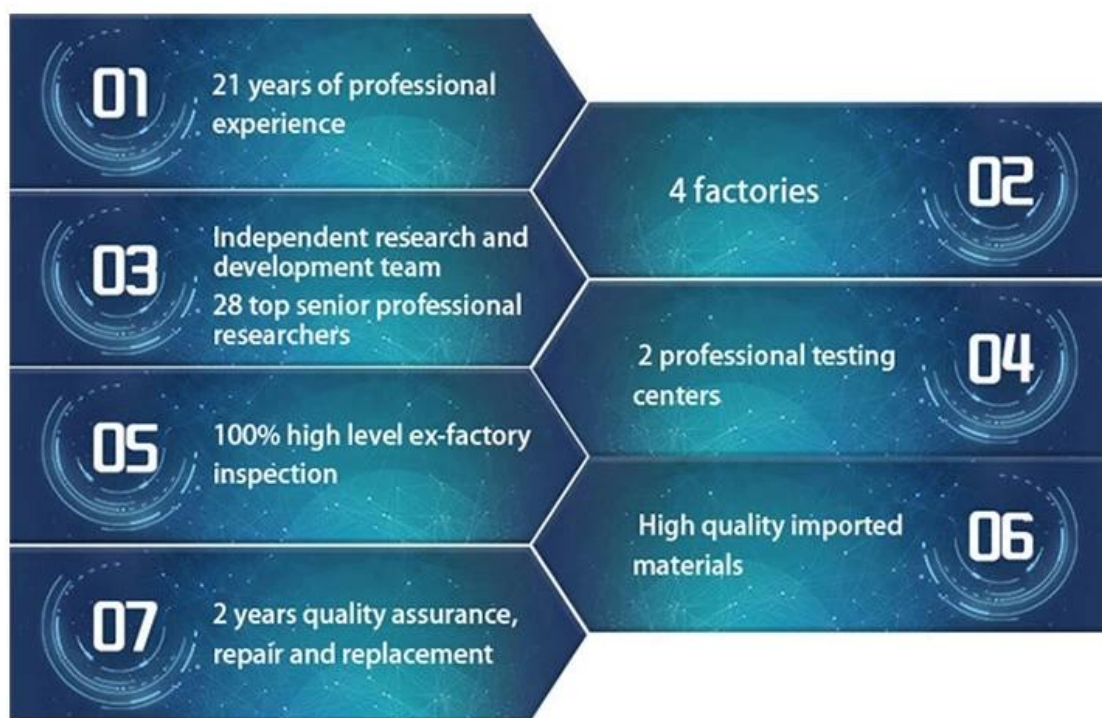 01
21 years of professional
experience
02
4 factories
03
Independent research and
development team
28 top senior professional
researchers
04
2 professional testing
centers
05
100% high level ex-factory
inspection
06
High quality imported
materials
07
2 years quality assurance,
repair and replacement